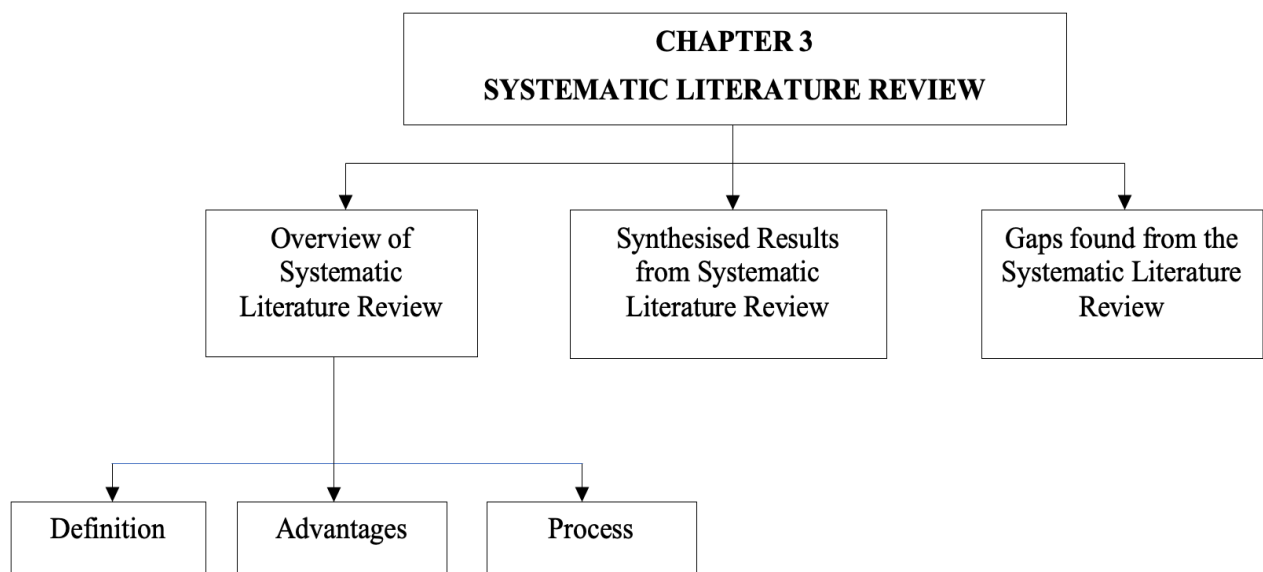 CHAPTER 3
SYSTEMATIC LITERATURE REVIEW
Overview of
Systematic
Literature Review
Synthesised Results
from Systematic
Literature Review
Gaps found from the
Systematic Literature
Review
Definition
Advantages
Process